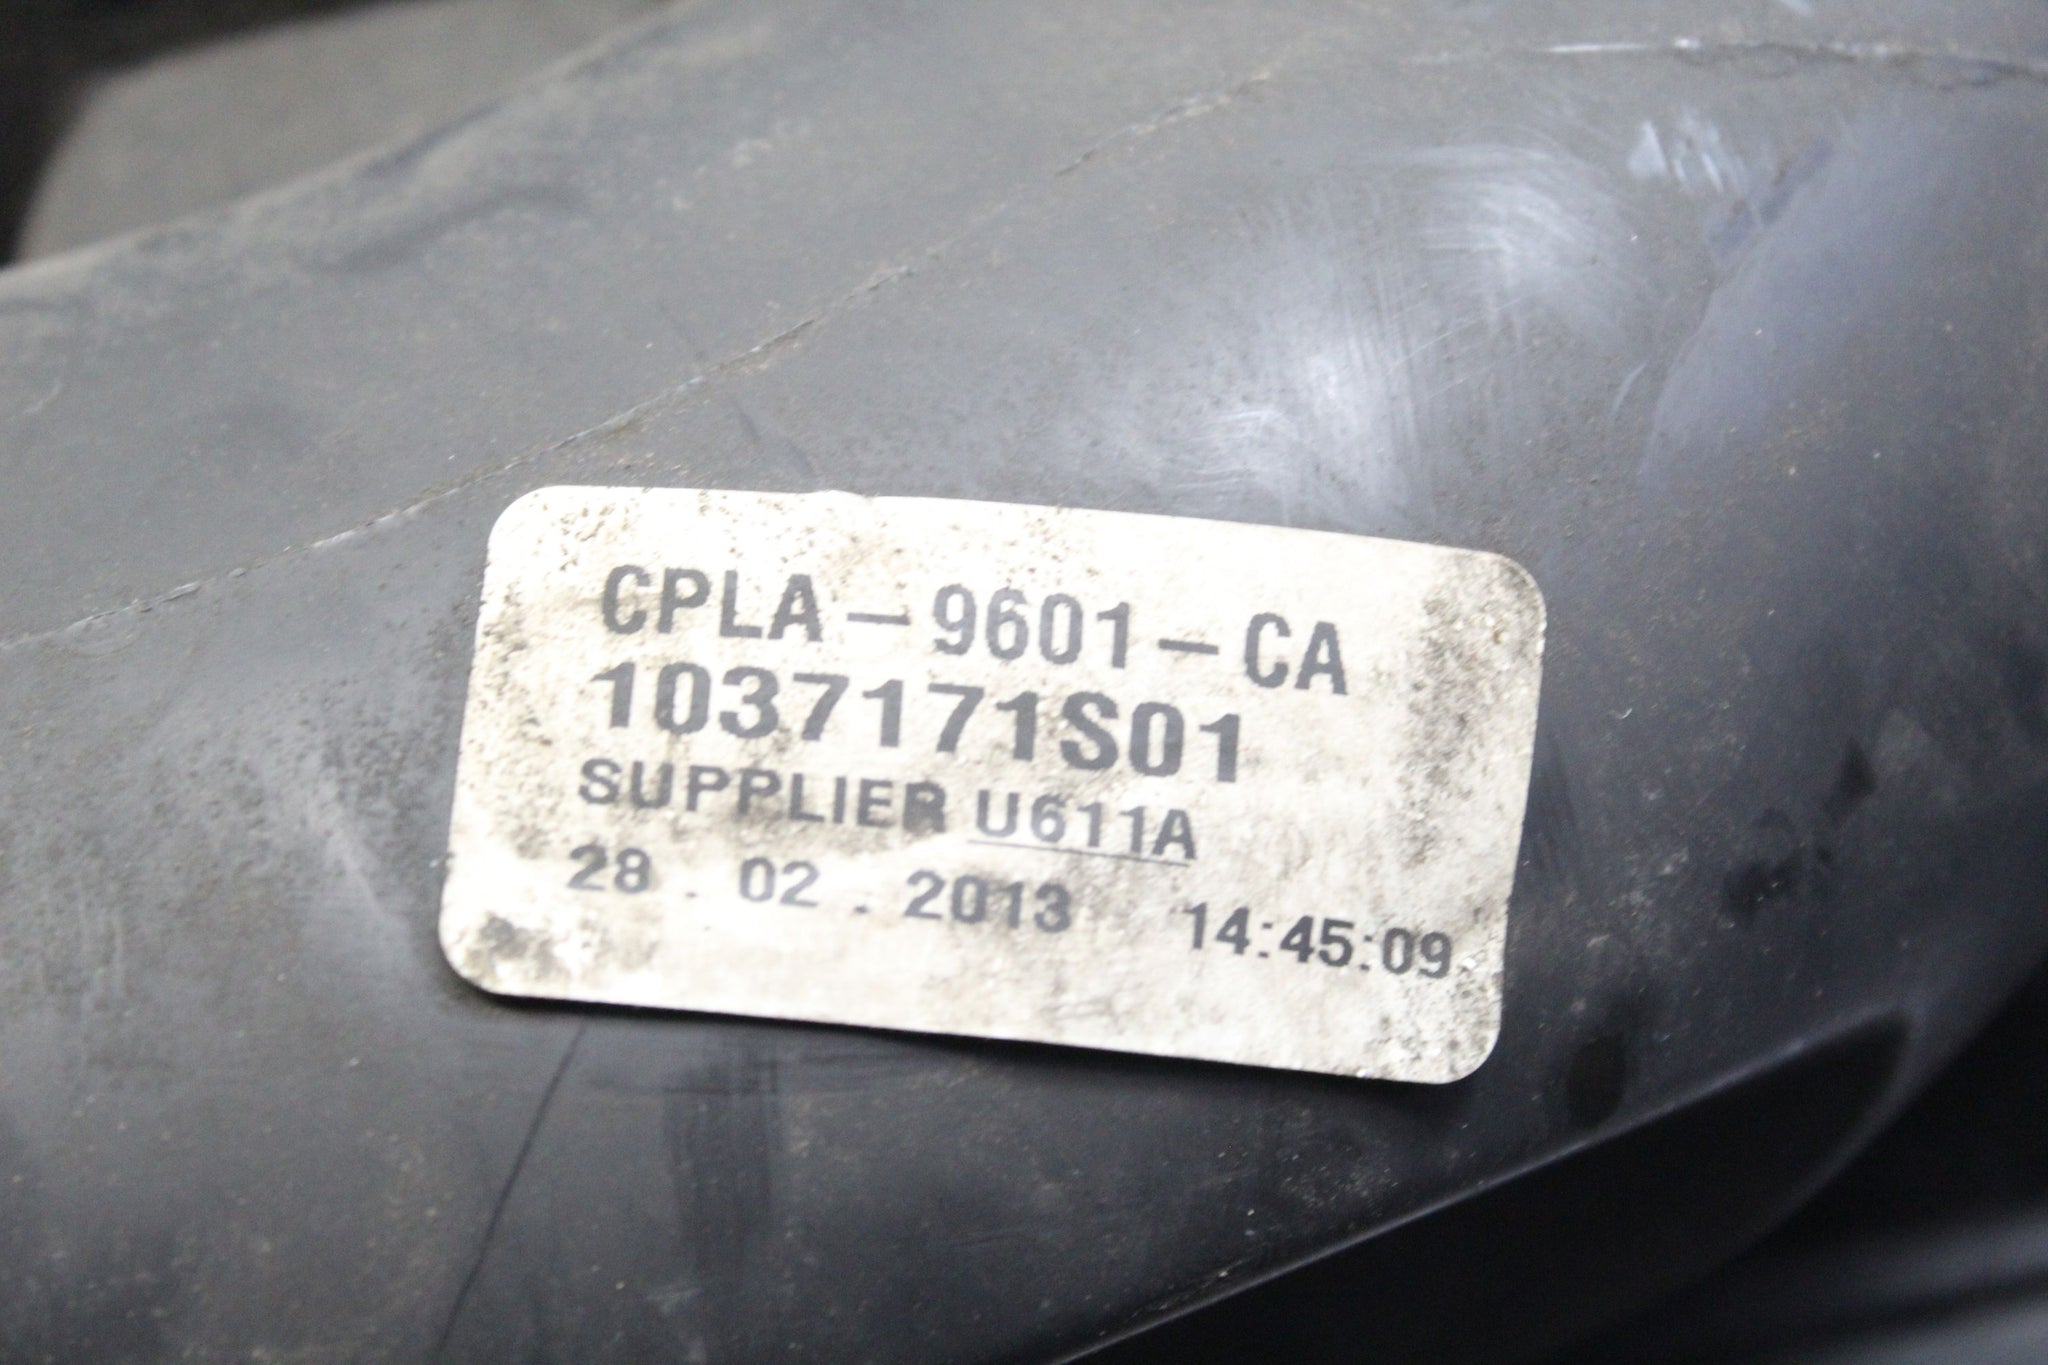 CPLA-9601-CA
1037171S01
SUPPLIER U611A
28.02.2013 14:45:09